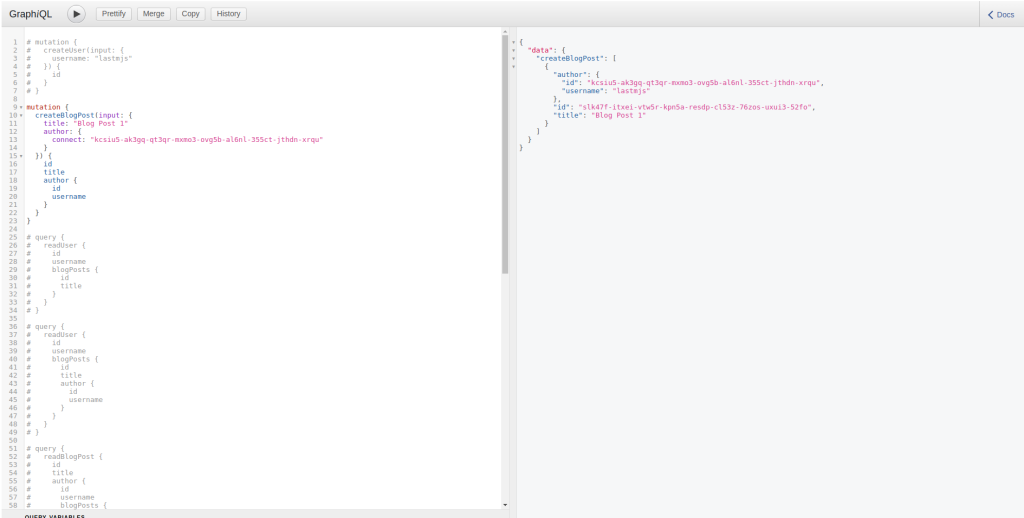 GraphiQL
Prettify Merge Copy History
Docs
1 # mutation {
2 #   createUser(input: {
3 #     username: "lastmjs"
4 #   }) {
5 #     id
6 #   }
7 # }
8
9 mutation {
10   createBlogPost(input: {
11     title: "Blog Post 1"
12     author: {
13       connect: "kcsiu5-ak3gq-qt3qr-mxmo3-ovg5b-al6nl-355ct-jthdn-xrqu"
14     }
15   }) {
16     id
17     title
18     author {
19       id
20       username
21     }
22   }
23 }
24
25 # query {
26 #   readUser {
27 #     id
28 #     username
29 #     blogPosts {
30 #       id
31 #       title
32 #     }
33 #   }
34 # }
35
36 # query {
37 #   readUser {
38 #     id
39 #     username
40 #     blogPosts {
41 #       id
42 #       title
43 #       author {
44 #         id
45 #         username
46 #       }
47 #     }
48 #   }
49 # }
50
51 # query {
52 #   readBlogPost {
53 #     id
54 #     title
55 #     author {
56 #       id
57 #       username
58 #       blogPosts {
QUERY VARIABLES
{
  "data": {
    "createBlogPost": [
      {
        "author": {
          "id": "kcsiu5-ak3gq-qt3qr-mxmo3-ovg5b-al6nl-355ct-jthdn-xrqu",
          "username": "lastmjs"
        },
        "id": "slk47f-itxei-vtw5r-kpn5a-resdp-cl53z-76zos-uxui3-52fo",
        "title": "Blog Post 1"
      }
    ]
  }
}